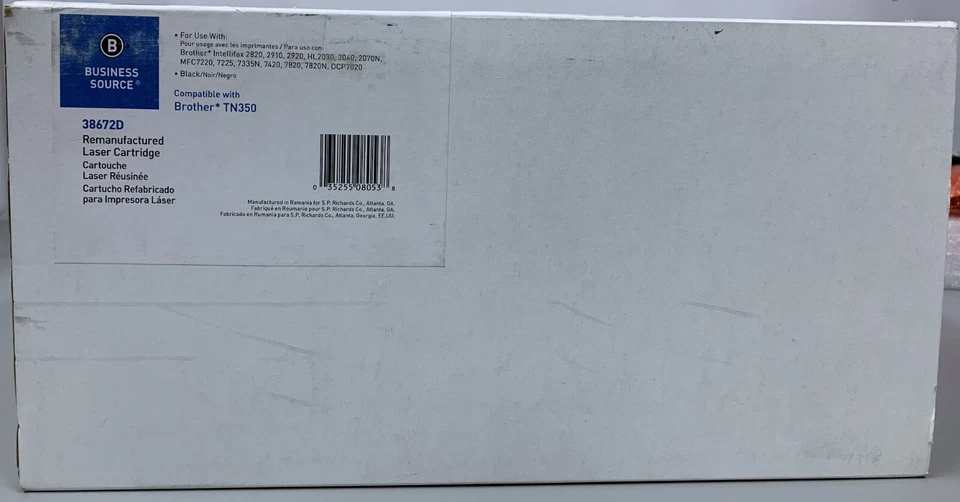 B
BUSINESS
SOURCE®
• For Use With:
Pour usage avec les imprimantes / Para uso con:
Brother* Intellifax 2820, 2910, 2920, HL2030, 2040, 2070N,
MFC7220, 7225, 7335N, 7420, 7820, 7820N, DCP7020
• Black/Noir/Negro
Compatible with
Brother* TN350
38672D
Remanufactured
Laser Cartridge
Cartouche
Laser Réusinée
Cartucho Refabricado
para Impresora Láser
0 35255 08053 8
Manufactured in Romania for S.P. Richards Co., Atlanta, GA.
Fabriqué en Roumanie pour S.P. Richards Co., Atlanta, GA.
Fabricado en Rumania para S.P. Richards Co., Atlanta, Georgia, EE.UU.